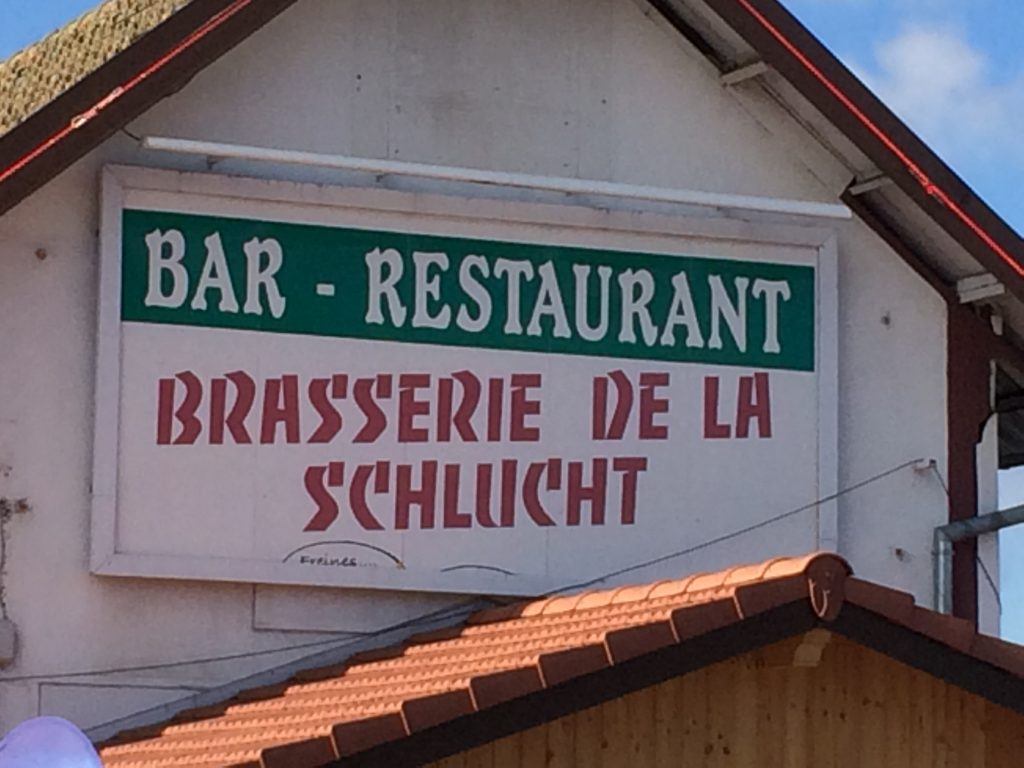 BAR - RESTAURANT
BRASSERIE DE LA
SCHLUCHT